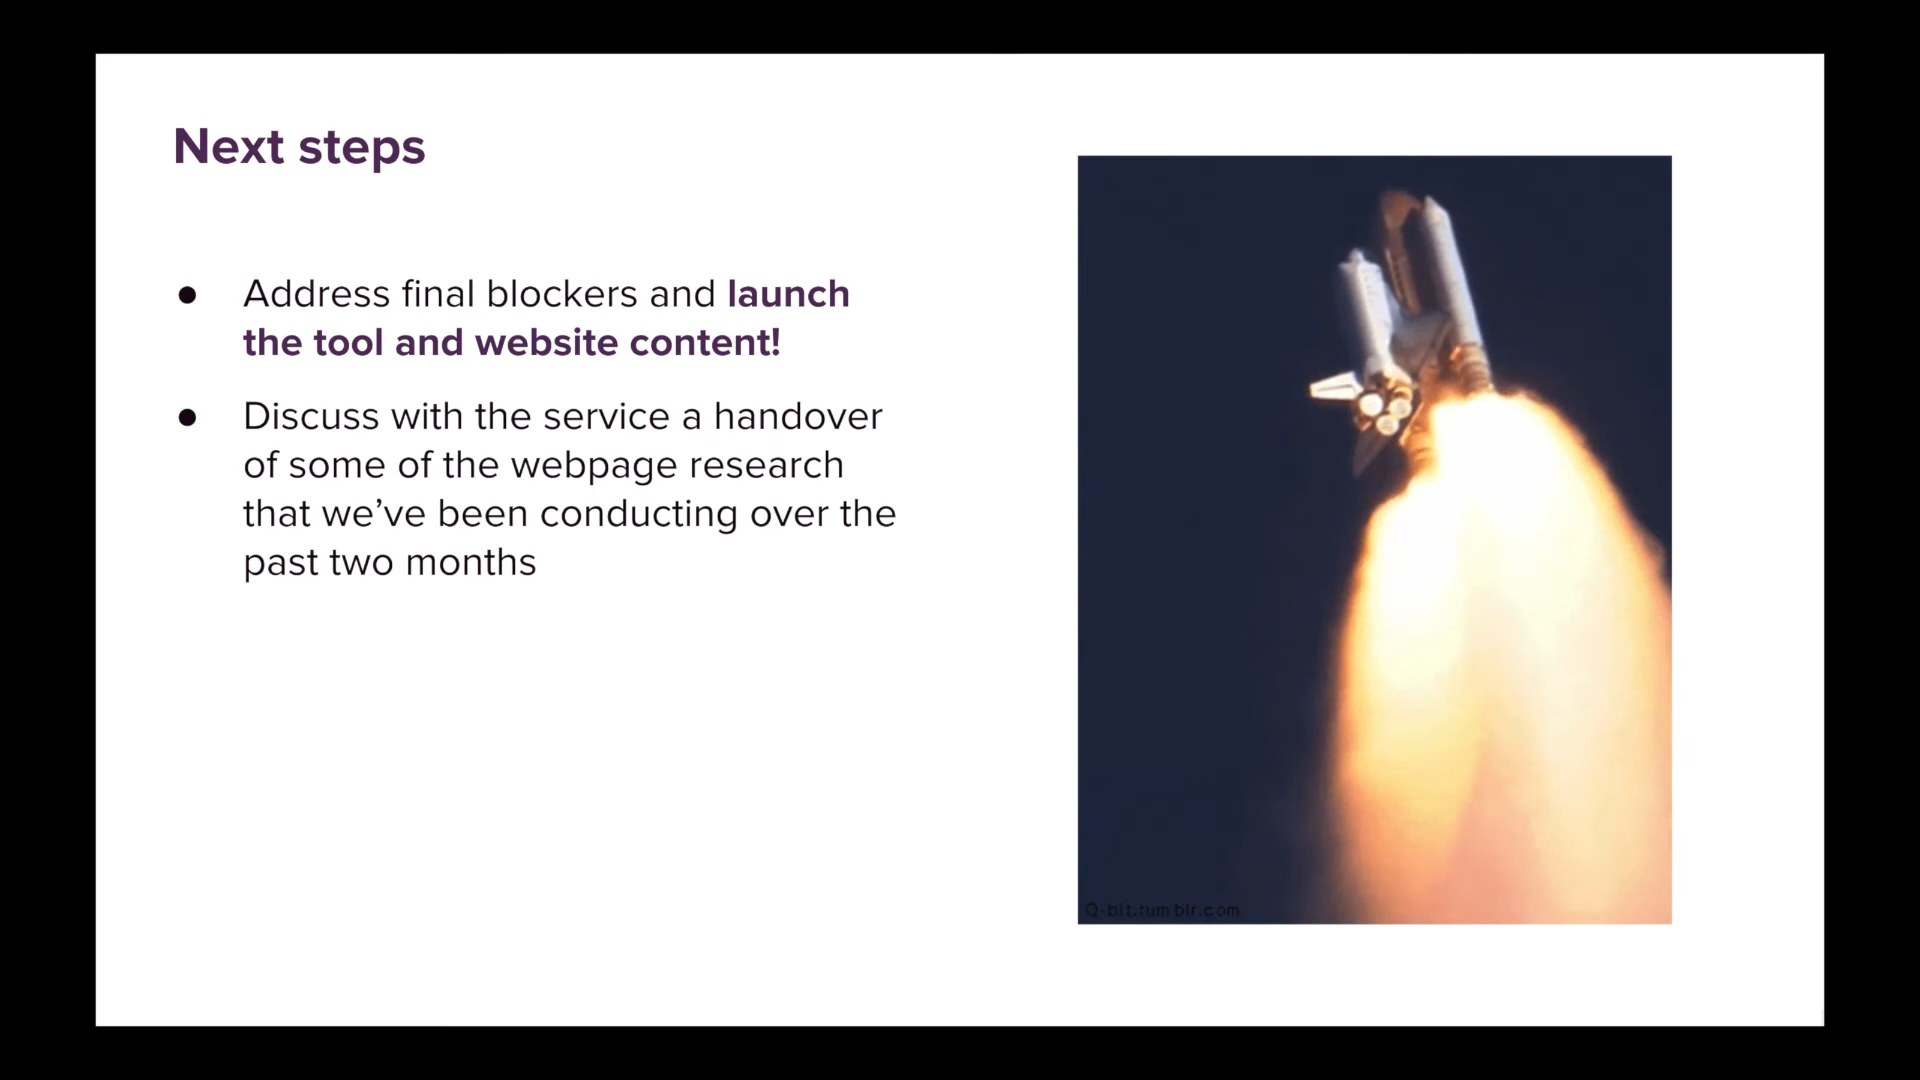 Next steps
● Address final blockers and launch
the tool and website content!
● Discuss with the service a handover
of some of the webpage research
that we’ve been conducting over the
past two months
Q-bit.tumblr.com